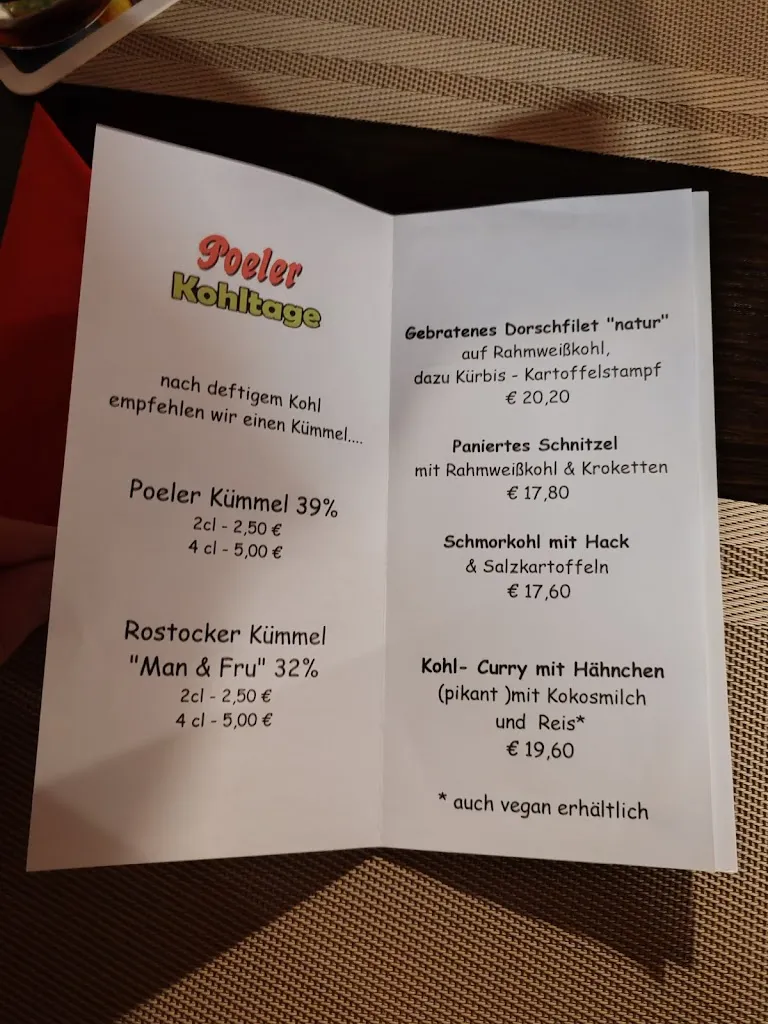 Poeler
Kohltage
nach deftigem Kohl
empfehlen wir einen Kümmel....
Poeler Kümmel 39%
2cl - 2,50 €
4 cl - 5,00 €
Rostocker Kümmel
"Man & Fru" 32%
2cl - 2,50 €
4 cl - 5,00 €
Gebratenes Dorschfilet "natur"
auf Rahmweißkohl,
dazu Kürbis - Kartoffelstampf
€ 20,20
Paniertes Schnitzel
mit Rahmweißkohl & Kroketten
€ 17,80
Schmorkohl mit Hack
& Salzkartoffeln
€ 17,60
Kohl- Curry mit Hähnchen
(pikant )mit Kokosmilch
und Reis*
€ 19,60
* auch vegan erhältlich